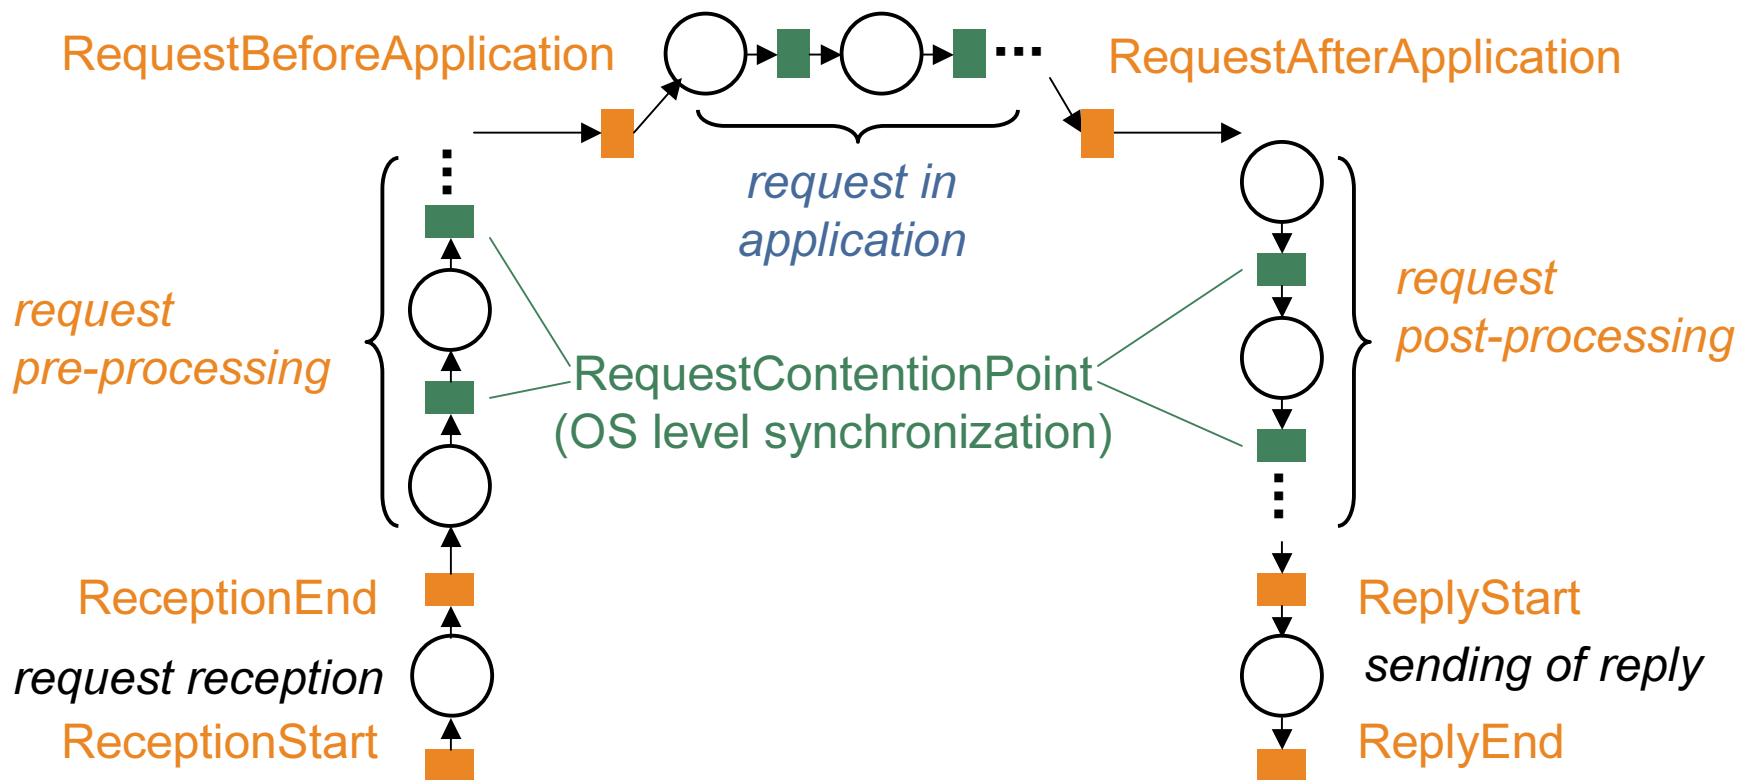 RequestBeforeApplication
RequestAfterApplication
request in
application
request
pre-processing
request
post-processing
RequestContentionPoint
(OS level synchronization)
ReceptionEnd
ReplyStart
request reception
sending of reply
ReceptionStart
ReplyEnd